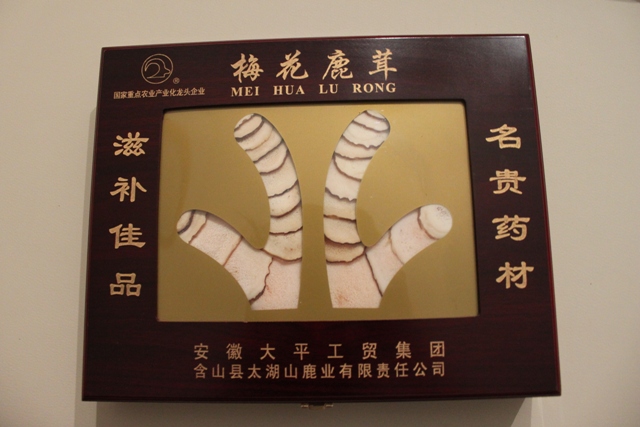 梅花鹿茸
MEI HUA LU RONG
®
国家重点农业产业化龙头企业
滋补佳品
名贵药材
安徽大平工贸集团
含山县太湖山鹿业有限责任公司